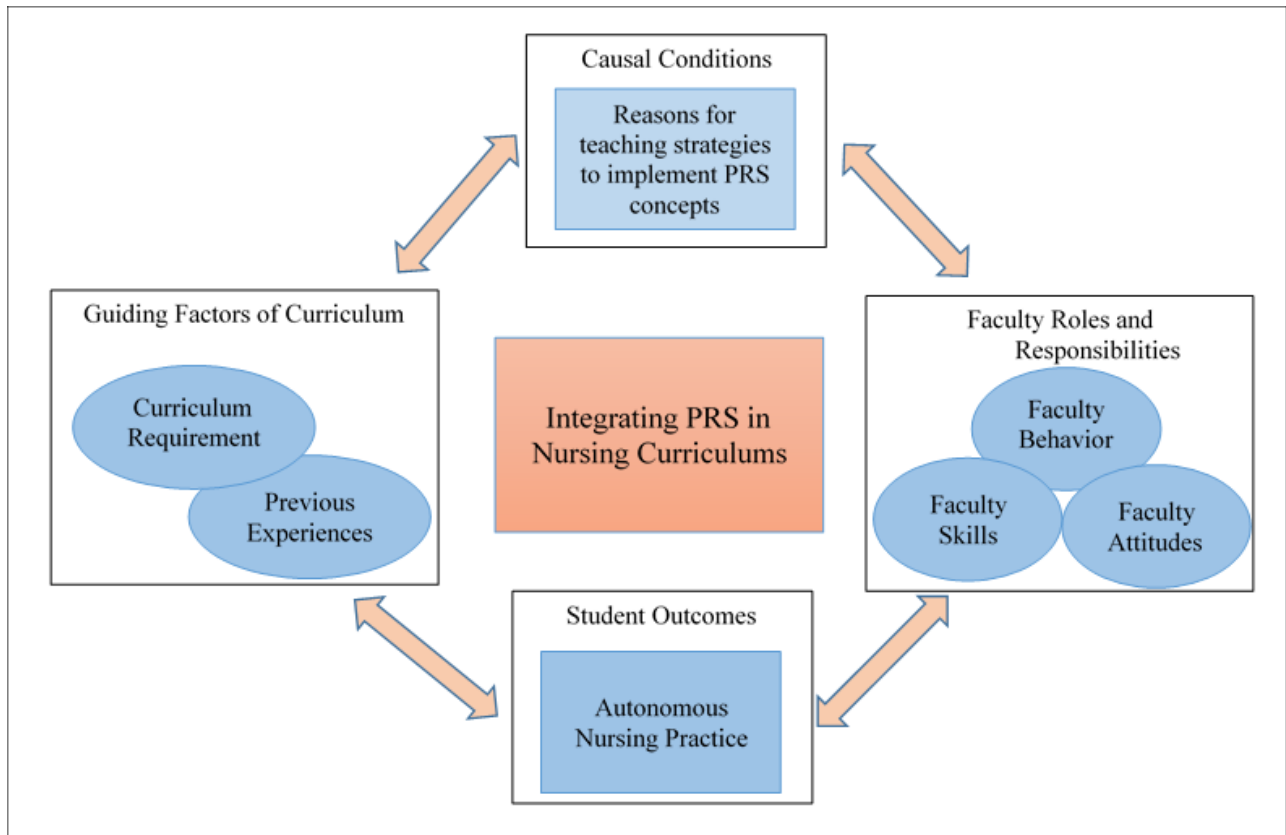 Causal Conditions
Reasons for
teaching strategies
to implement PRS
concepts
Guiding Factors of Curriculum
Curriculum
Requirement
Previous
Experiences
Integrating PRS in
Nursing Curriculums
Faculty Roles and
Responsibilities
Faculty
Behavior
Faculty
Skills
Faculty
Attitudes
Student Outcomes
Autonomous
Nursing Practice